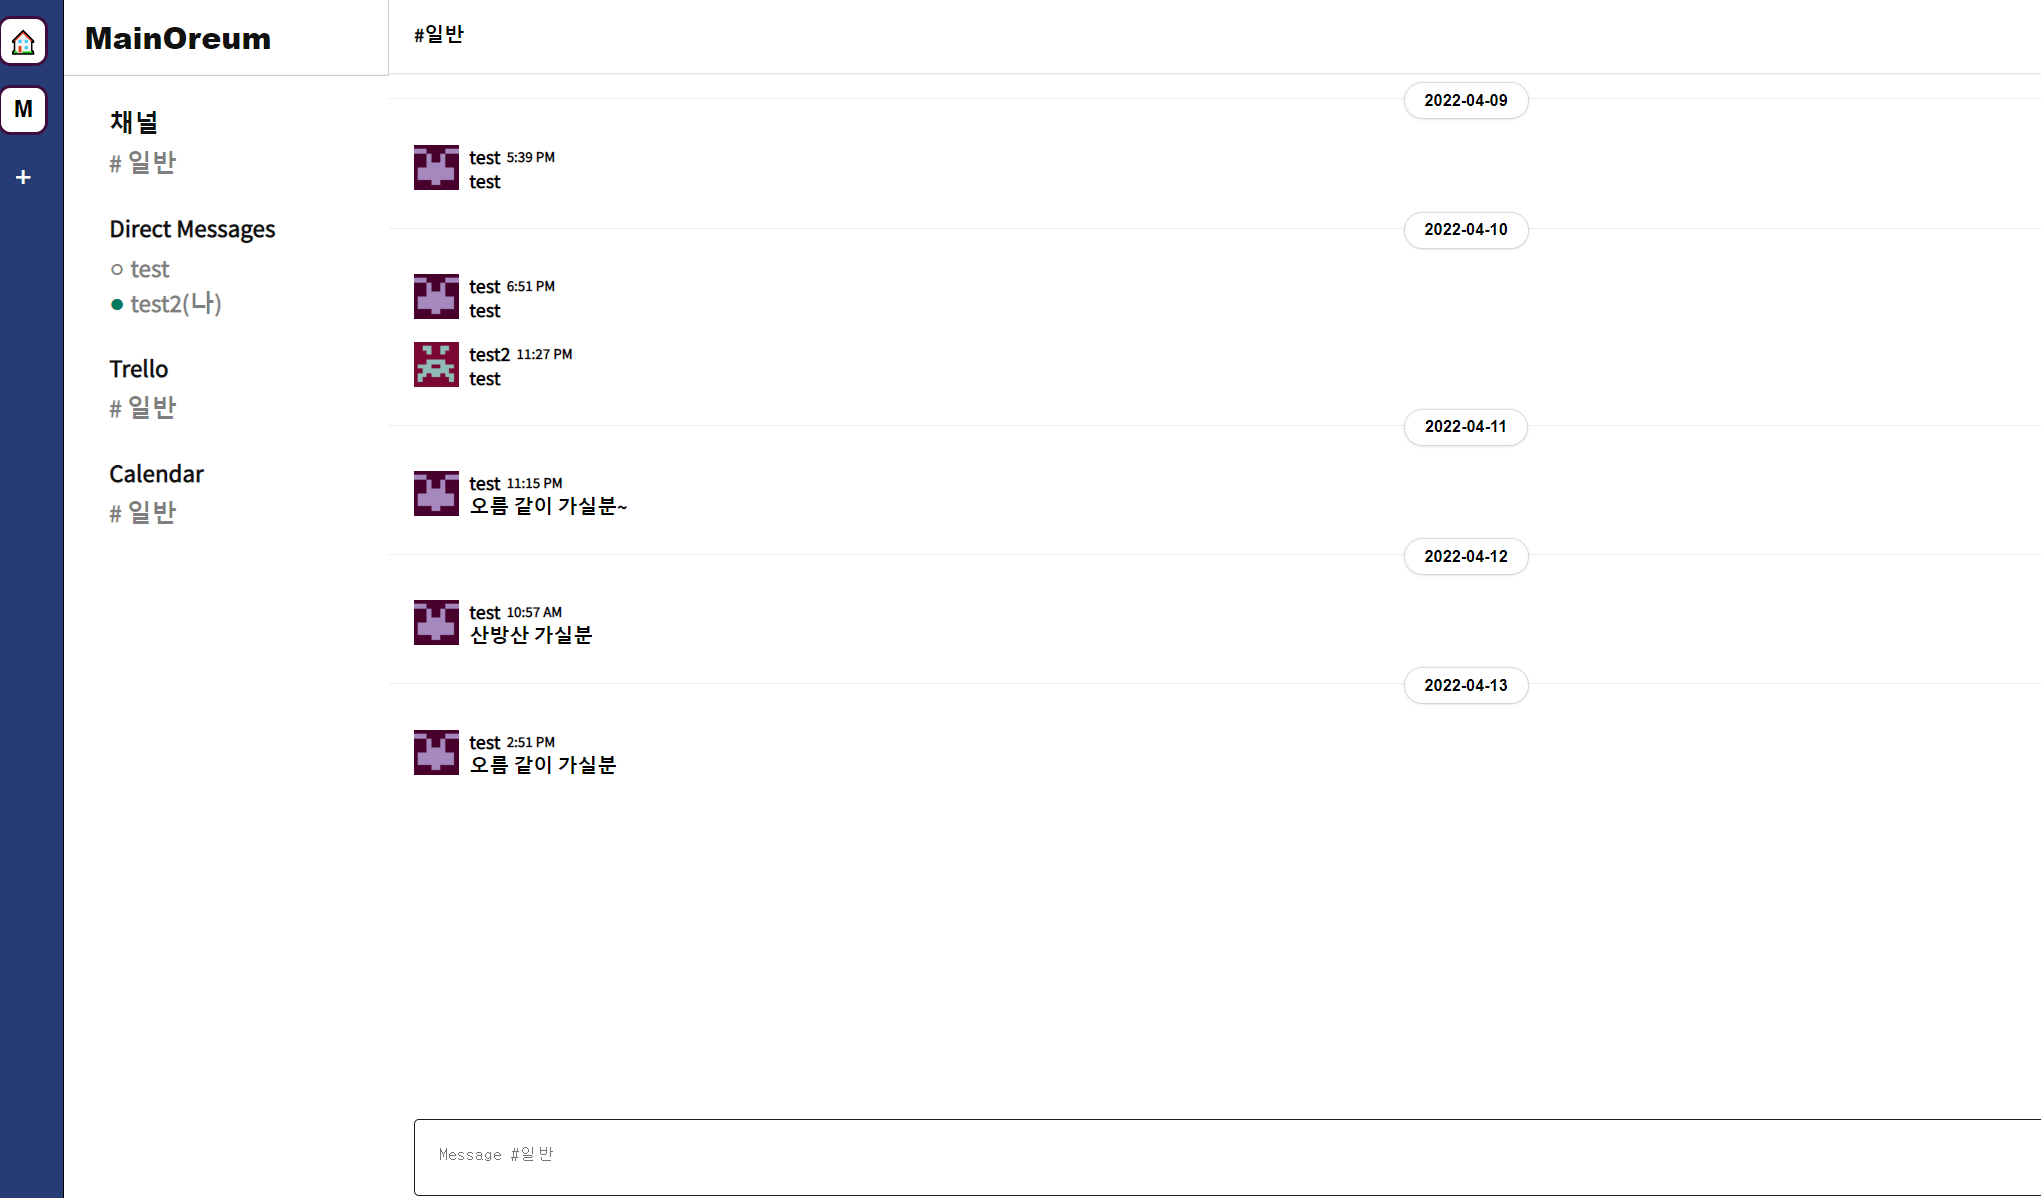 MainOreum
M
+
채널
# 일반
Direct Messages
test
test2(나)
Trello
# 일반
Calendar
# 일반
#일반
2022-04-09
test 5:39 PM
test
2022-04-10
test 6:51 PM
test
test2 11:27 PM
test
2022-04-11
test 11:15 PM
오름 같이 가실분~
2022-04-12
test 10:57 AM
산방산 가실분
2022-04-13
test 2:51 PM
오름 같이 가실분
Message #일반